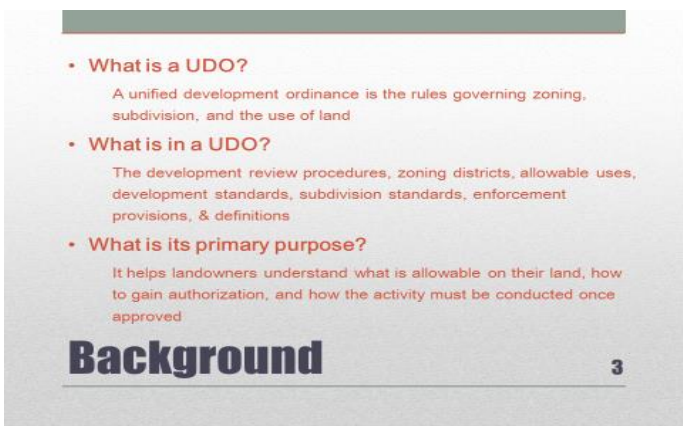 • What is a UDO?
A unified development ordinance is the rules governing zoning,
subdivision, and the use of land
• What is in a UDO?
The development review procedures, zoning districts, allowable uses,
development standards, subdivision standards, enforcement
provisions, & definitions
• What is its primary purpose?
It helps landowners understand what is allowable on their land, how
to gain authorization, and how the activity must be conducted once
approved
Background
3